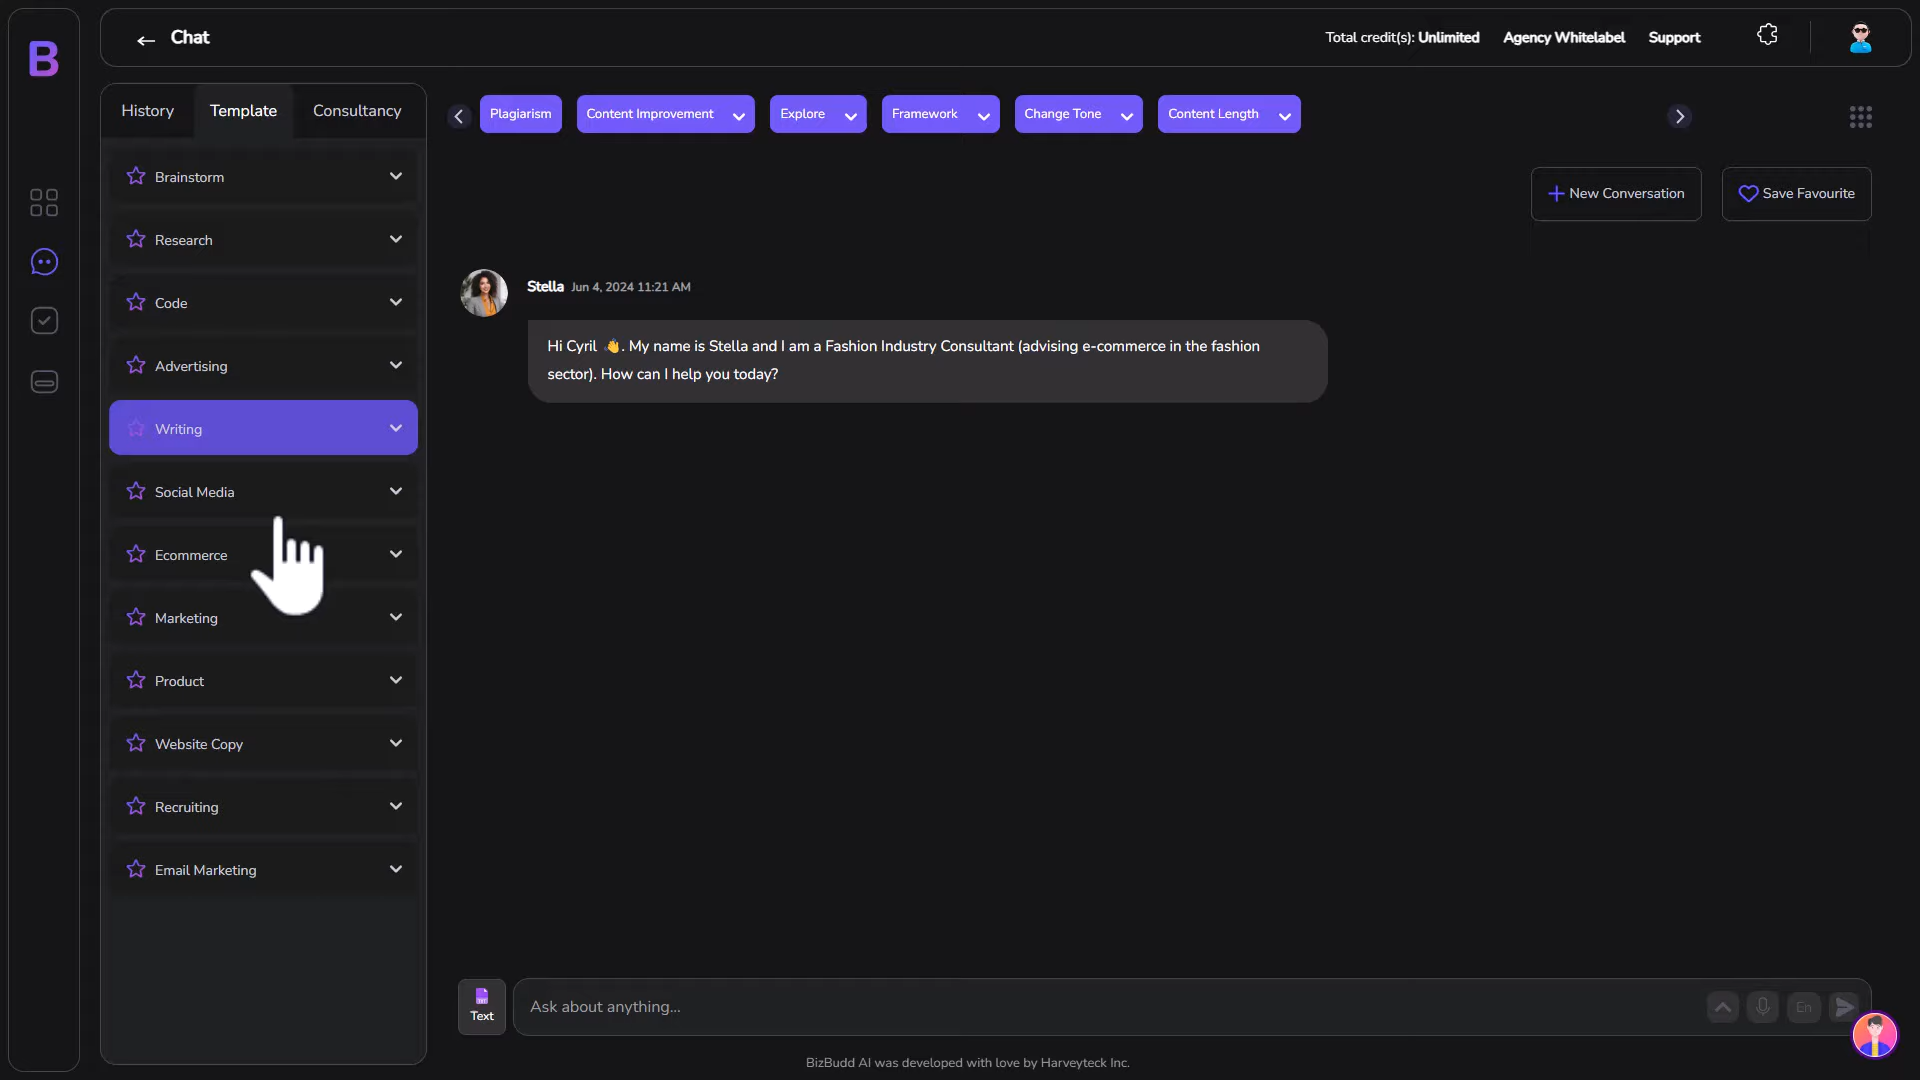 B
Chat
Total credit(s): Unlimited
Agency Whitelabel
Support
History
Template
Consultancy
Plagiarism
Content Improvement
Explore
Framework
Change Tone
Content Length
Brainstorm
Research
Code
Advertising
Writing
Social Media
Ecommerce
Marketing
Product
Website Copy
Recruiting
Email Marketing
New Conversation
Save Favourite
Stella Jun 4, 2024 11:21 AM
Hi Cyril 👋. My name is Stella and I am a Fashion Industry Consultant (advising e-commerce in the fashion
sector). How can I help you today?
Text
Ask about anything...
En
BizBudd AI was developed with love by Harveyteck Inc.